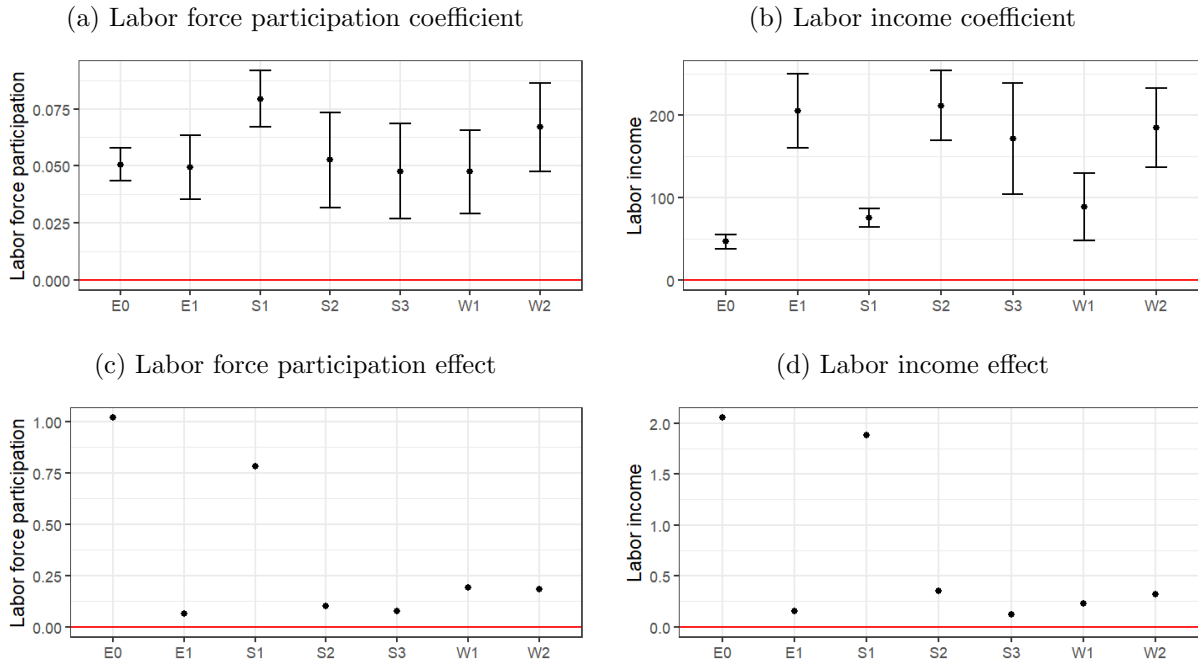 (a) Labor force participation coefficient
Labor force participation
0.075
0.050
0.025
0.000
E0 E1 S1 S2 S3 W1 W2
(b) Labor income coefficient
Labor income
200
100
0
E0 E1 S1 S2 S3 W1 W2
(c) Labor force participation effect
Labor force participation
1.00
0.75
0.50
0.25
0.00
E0 E1 S1 S2 S3 W1 W2
(d) Labor income effect
Labor income
2.0
1.5
1.0
0.5
0.0
E0 E1 S1 S2 S3 W1 W2